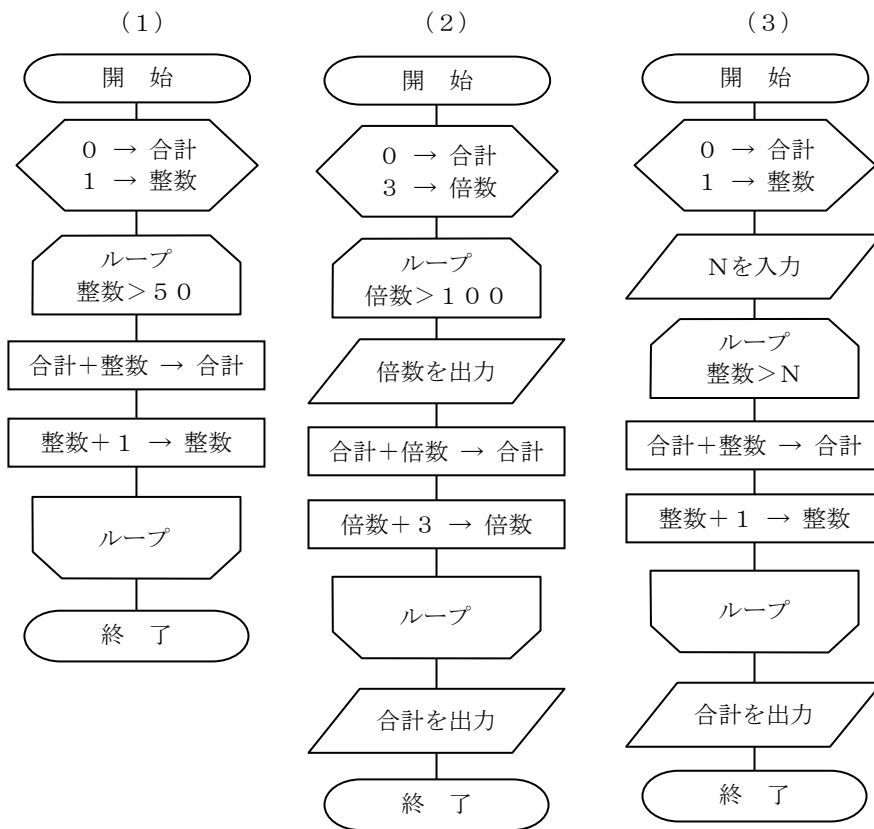 （１）
開　始
０ → 合計
１ → 整数
ループ
整数＞５０
合計＋整数 → 合計
整数＋１ → 整数
ループ
終　了
（２）
開　始
０ → 合計
３ → 倍数
ループ
倍数＞１００
倍数を出力
合計＋倍数 → 合計
倍数＋３ → 倍数
ループ
合計を出力
終　了
（３）
開　始
０ → 合計
１ → 整数
Ｎを入力
ループ
整数＞Ｎ
合計＋整数 → 合計
整数＋１ → 整数
ループ
合計を出力
終　了